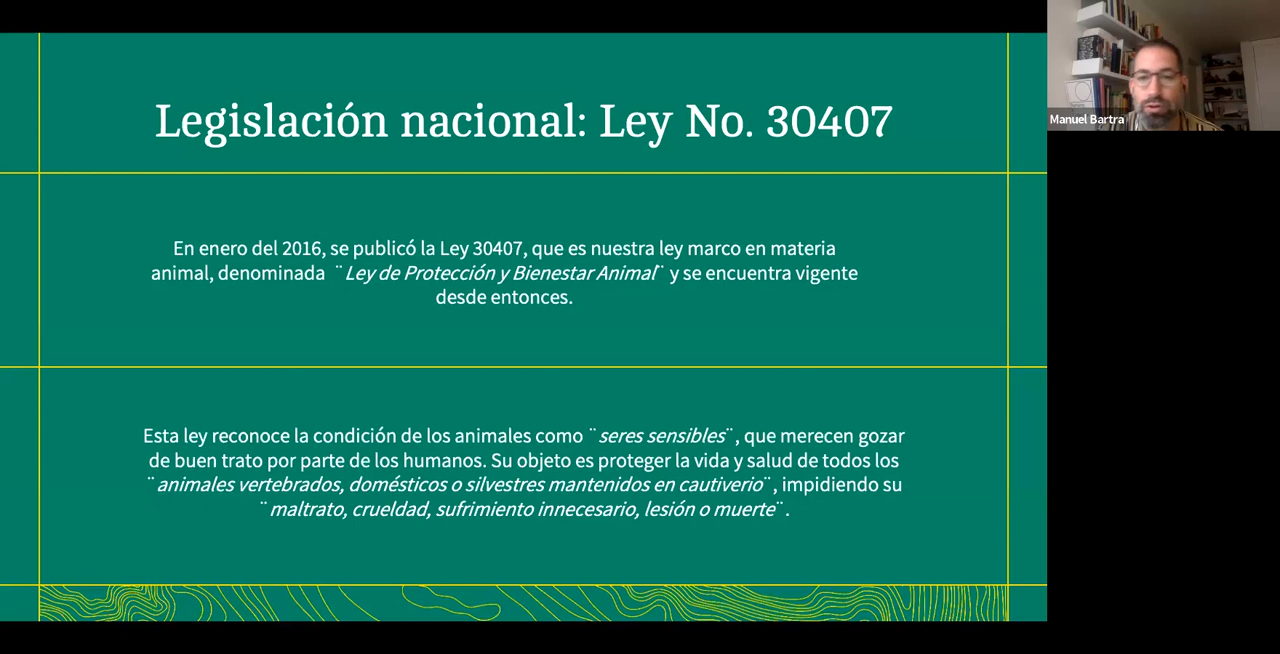 Legislación nacional: Ley No. 30407
En enero del 2016, se publicó la Ley 30407, que es nuestra ley marco en materia
animal, denominada ¨Ley de Protección y Bienestar Animal¨ y se encuentra vigente
desde entonces.
Esta ley reconoce la condición de los animales como ¨seres sensibles¨, que merecen gozar
de buen trato por parte de los humanos. Su objeto es proteger la vida y salud de todos los
¨animales vertebrados, domésticos o silvestres mantenidos en cautiverio¨, impidiendo su
¨maltrato, crueldad, sufrimiento innecesario, lesión o muerte¨.
Manuel Bartra